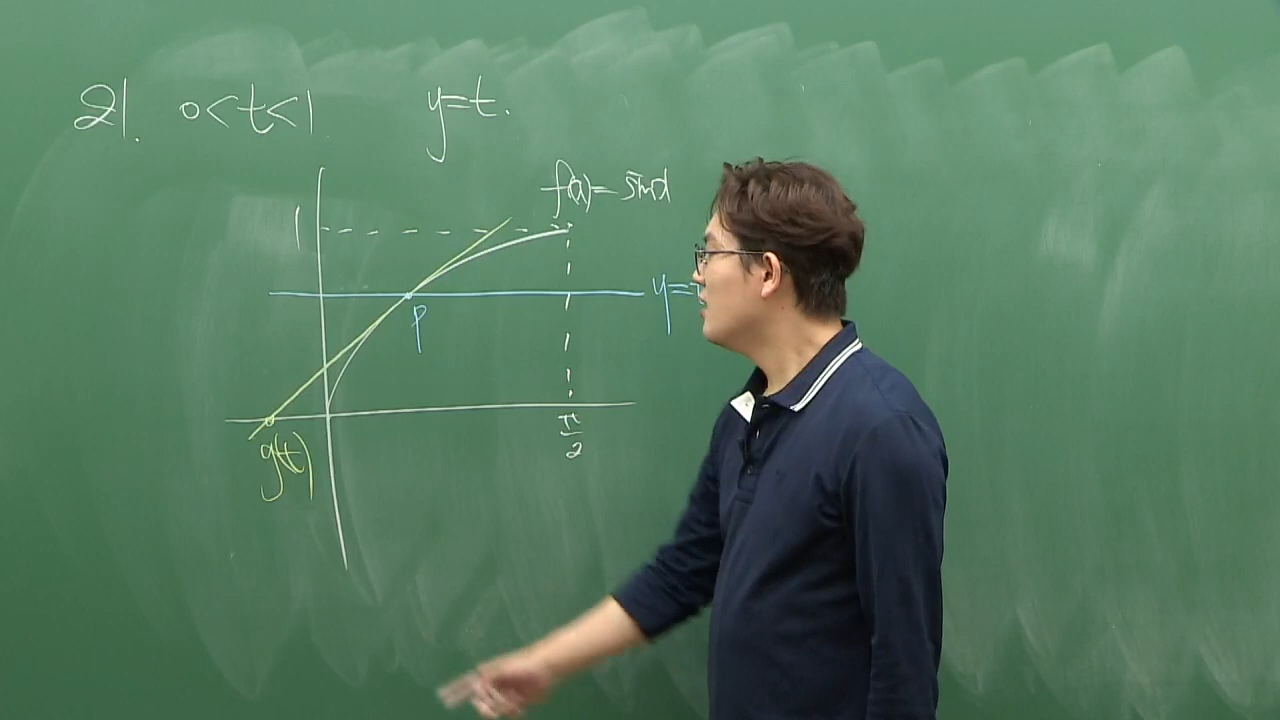 21. 0<t<1 y=t.
f(x)=sinx
1
y=
P
π/2
g(t)